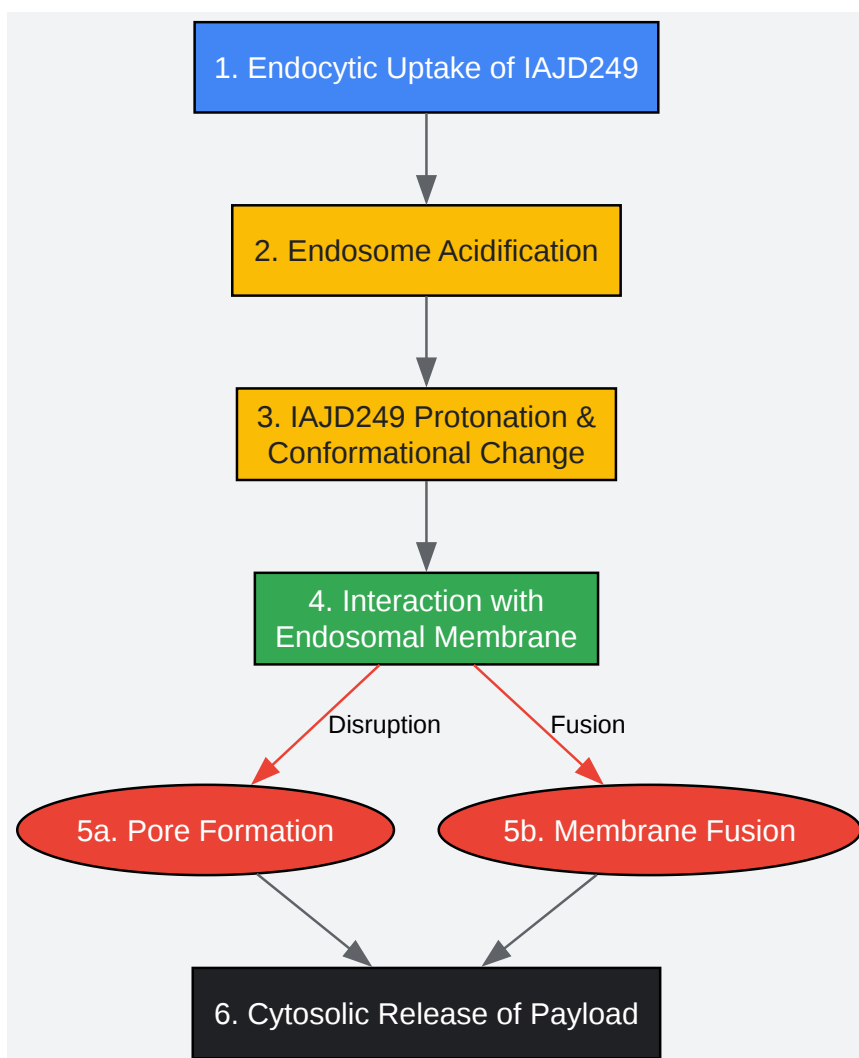 1. Endocytic Uptake of IAJD249
2. Endosome Acidification
3. IAJD249 Protonation &
Conformational Change
4. Interaction with
Endosomal Membrane
Disruption
Fusion
5a. Pore Formation
5b. Membrane Fusion
6. Cytosolic Release of Payload